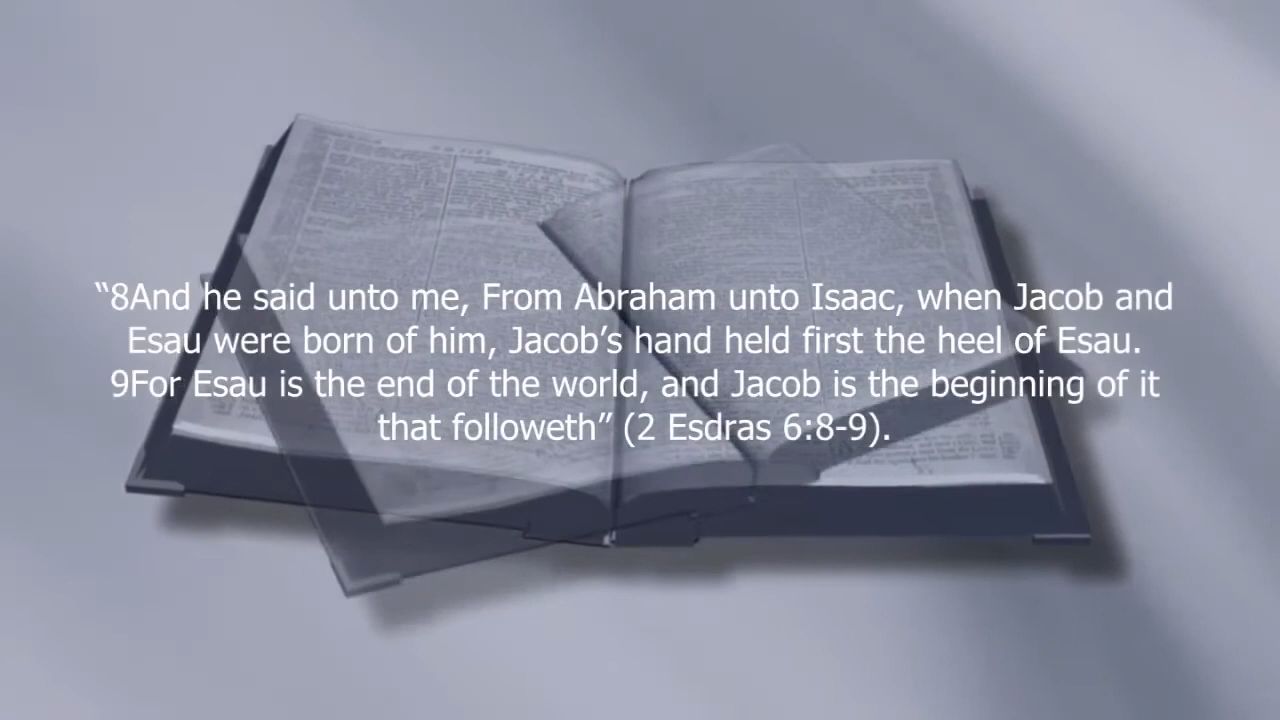 “8And he said unto me, From Abraham unto Isaac, when Jacob and
Esau were born of him, Jacob’s hand held first the heel of Esau.
9For Esau is the end of the world, and Jacob is the beginning of it
that followeth” (2 Esdras 6:8-9).